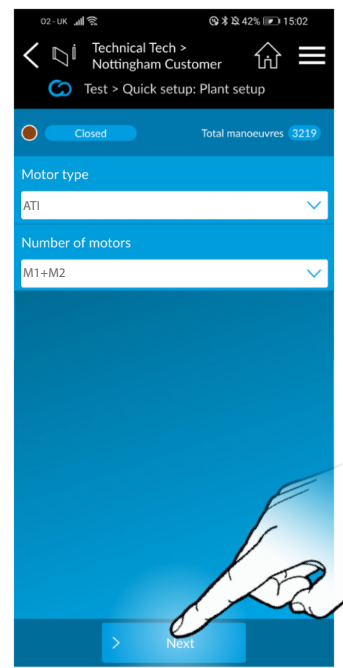 O2 - UK 42% 15:02
Technical Tech >
Nottingham Customer
Test > Quick setup: Plant setup
Closed Total manoeuvres 3219
Motor type
ATI
Number of motors
M1+M2
> Next